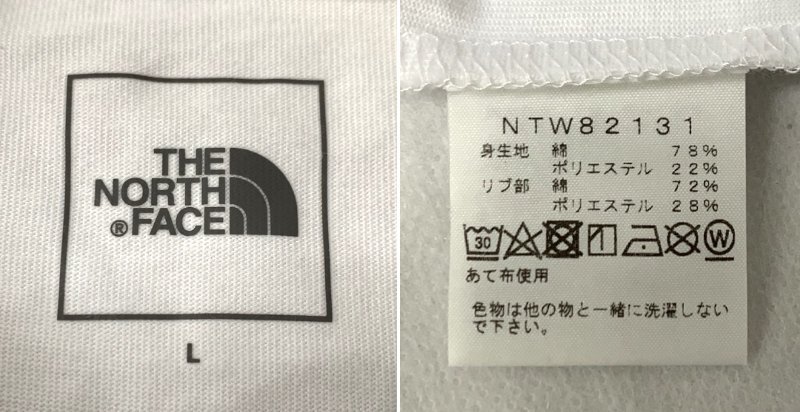 THE
NORTH
® FACE
L
NTW82131
身生地 綿 78%
ポリエステル 22%
リブ部 綿 72%
ポリエステル 28%
30 W
あて布使用
色物は他の物と一緒に洗濯しない
で下さい。